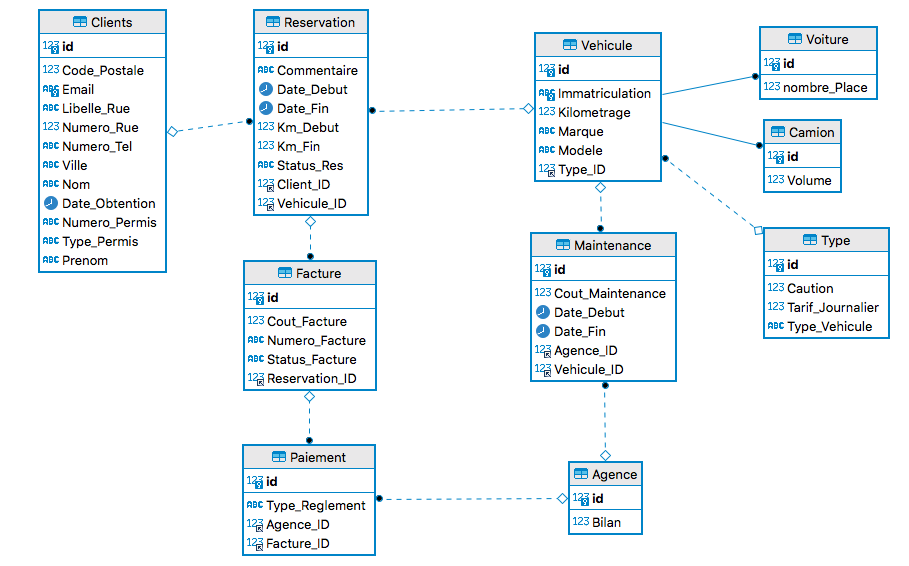 Clients
123 id
123 Code_Postale
ABC Email
ABC Libelle_Rue
123 Numero_Rue
ABC Numero_Tel
ABC Ville
ABC Nom
Date_Obtention
ABC Numero_Permis
ABC Type_Permis
ABC Prenom
Reservation
123 id
ABC Commentaire
Date_Debut
Date_Fin
123 Km_Debut
123 Km_Fin
ABC Status_Res
123 Client_ID
123 Vehicule_ID
Vehicule
123 id
ABC Immatriculation
123 Kilometrage
ABC Marque
ABC Modele
123 Type_ID
Voiture
123 id
123 nombre_Place
Camion
123 id
123 Volume
Type
123 id
123 Caution
123 Tarif_Journalier
ABC Type_Vehicule
Facture
123 id
123 Cout_Facture
ABC Numero_Facture
ABC Status_Facture
123 Reservation_ID
Maintenance
123 id
123 Cout_Maintenance
Date_Debut
Date_Fin
123 Agence_ID
123 Vehicule_ID
Paiement
123 id
ABC Type_Reglement
123 Agence_ID
123 Facture_ID
Agence
123 id
123 Bilan